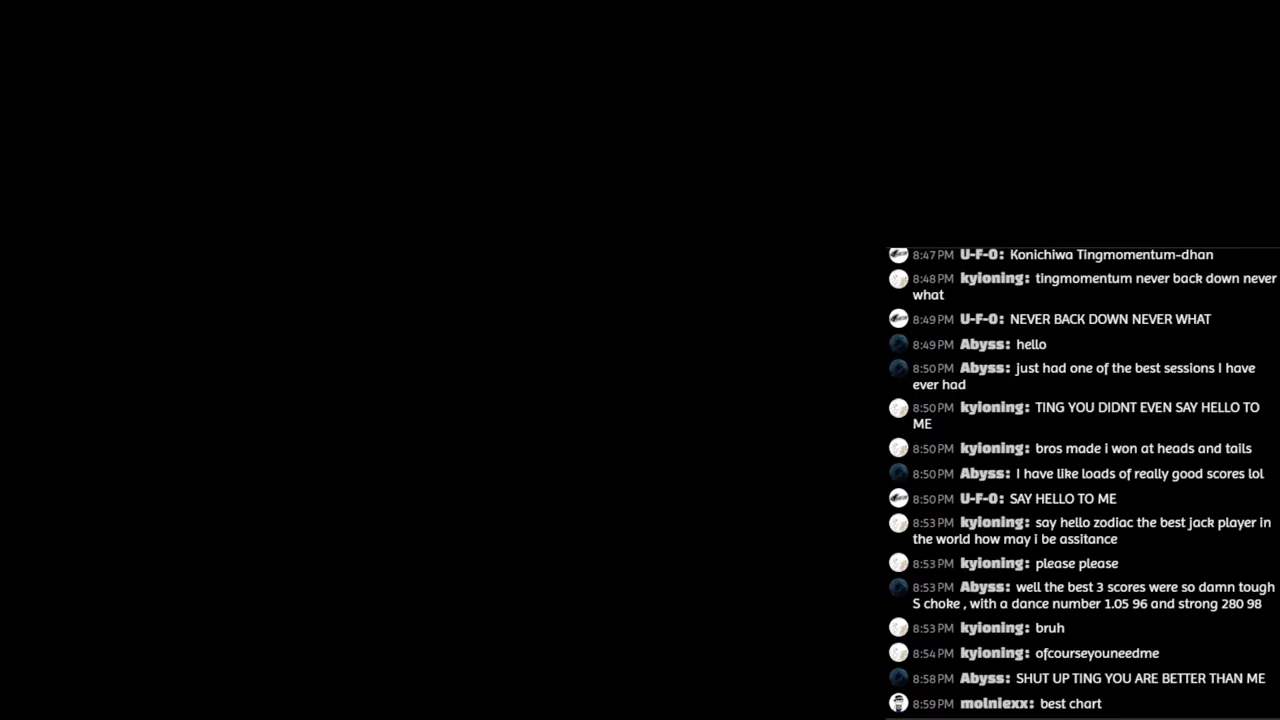 8:47 PM U-F-O: Konichiwa Tingmomentum-dhan
8:48 PM kyioning: tingmomentum never back down never
what
8:49 PM U-F-O: NEVER BACK DOWN NEVER WHAT
8:49 PM Abyss: hello
8:50 PM Abyss: just had one of the best sessions I have
ever had
8:50 PM kyioning: TING YOU DIDNT EVEN SAY HELLO TO
ME
8:50 PM kyioning: bros made i won at heads and tails
8:50 PM Abyss: I have like loads of really good scores lol
8:50 PM U-F-O: SAY HELLO TO ME
8:53 PM kyioning: say hello zodiac the best jack player in
the world how may i be assitance
8:53 PM kyioning: please please
8:53 PM Abyss: well the best 3 scores were so damn tough
S choke , with a dance number 1.05 96 and strong 280 98
8:53 PM kyioning: bruh
8:54 PM kyioning: ofcourseyouneedme
8:58 PM Abyss: SHUT UP TING YOU ARE BETTER THAN ME
8:59 PM molniexx: best chart